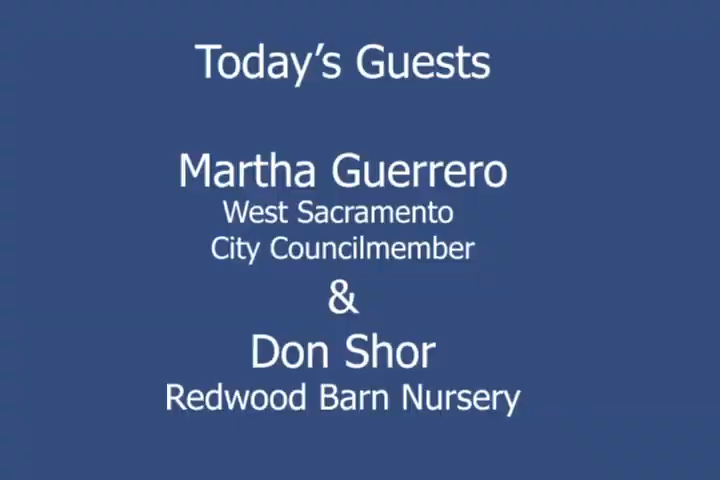 Today’s Guests
Martha Guerrero
West Sacramento
City Councilmember
&
Don Shor
Redwood Barn Nursery